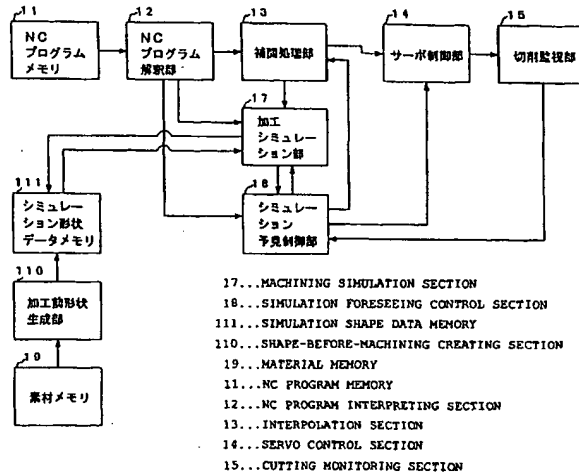 11
NC
プログラム
メモリ
12
NC
プログラム
解釈部
13
補間処理部
14
サーボ制御部
15
切削監視部
17
加工
シミュレー
ション部
18
シミュレー
ション
予見制御部
111
シミュレー
ション形状
データメモリ
110
加工前形状
生成部
19
素材メモリ
17...MACHINING SIMULATION SECTION
18...SIMULATION FORESEEING CONTROL SECTION
111...SIMULATION SHAPE DATA MEMORY
110...SHAPE-BEFORE-MACHINING CREATING SECTION
19...MATERIAL MEMORY
11...NC PROGRAM MEMORY
12...NC PROGRAM INTERPRETING SECTION
13...INTERPOLATION SECTION
14...SERVO CONTROL SECTION
15...CUTTING MONITORING SECTION